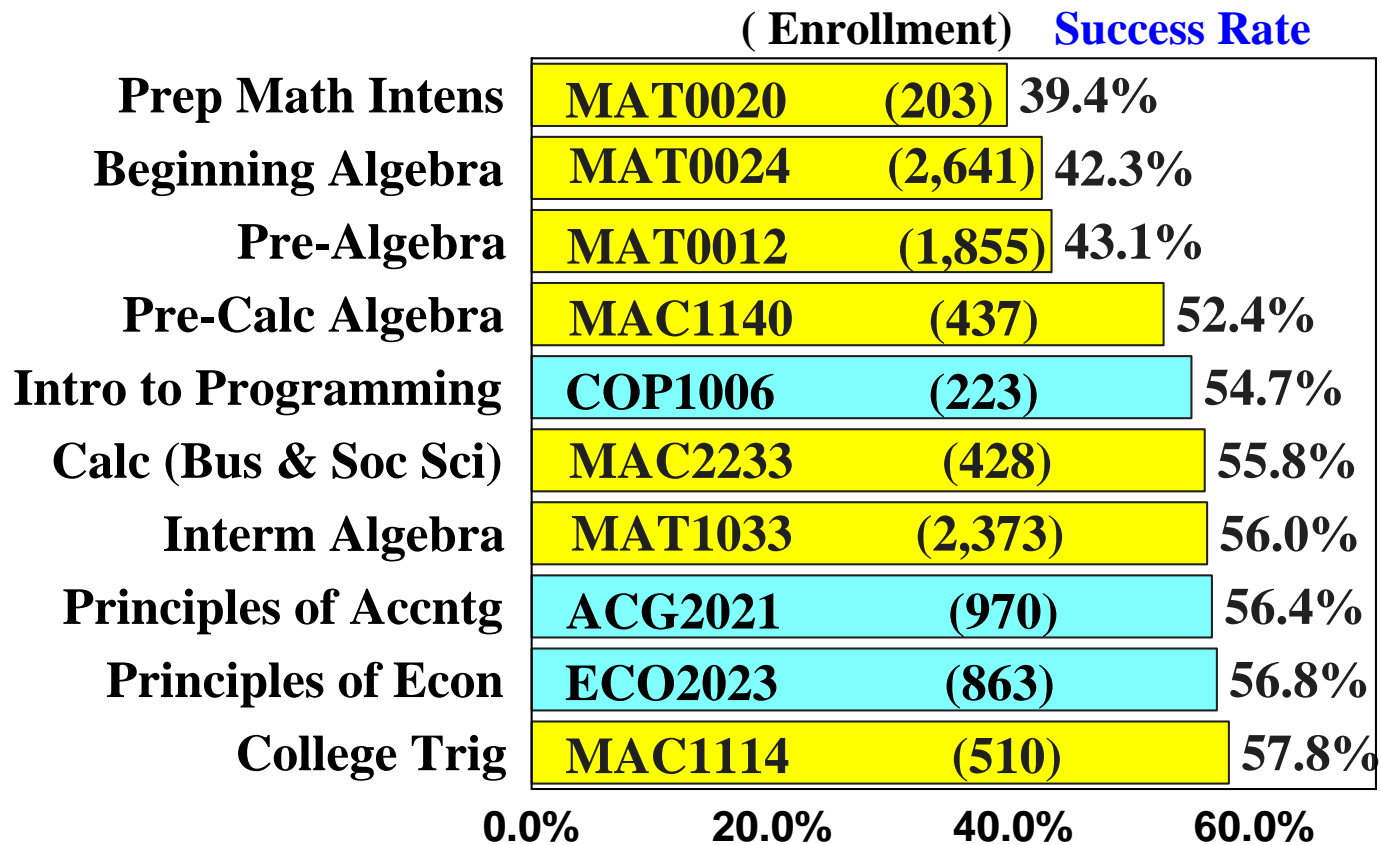 ( Enrollment) Success Rate
Prep Math Intens MAT0020 (203) 39.4%
Beginning Algebra MAT0024 (2,641) 42.3%
Pre-Algebra MAT0012 (1,855) 43.1%
Pre-Calc Algebra MAC1140 (437) 52.4%
Intro to Programming COP1006 (223) 54.7%
Calc (Bus & Soc Sci) MAC2233 (428) 55.8%
Interm Algebra MAT1033 (2,373) 56.0%
Principles of Accntg ACG2021 (970) 56.4%
Principles of Econ ECO2023 (863) 56.8%
College Trig MAC1114 (510) 57.8%
0.0% 20.0% 40.0% 60.0%